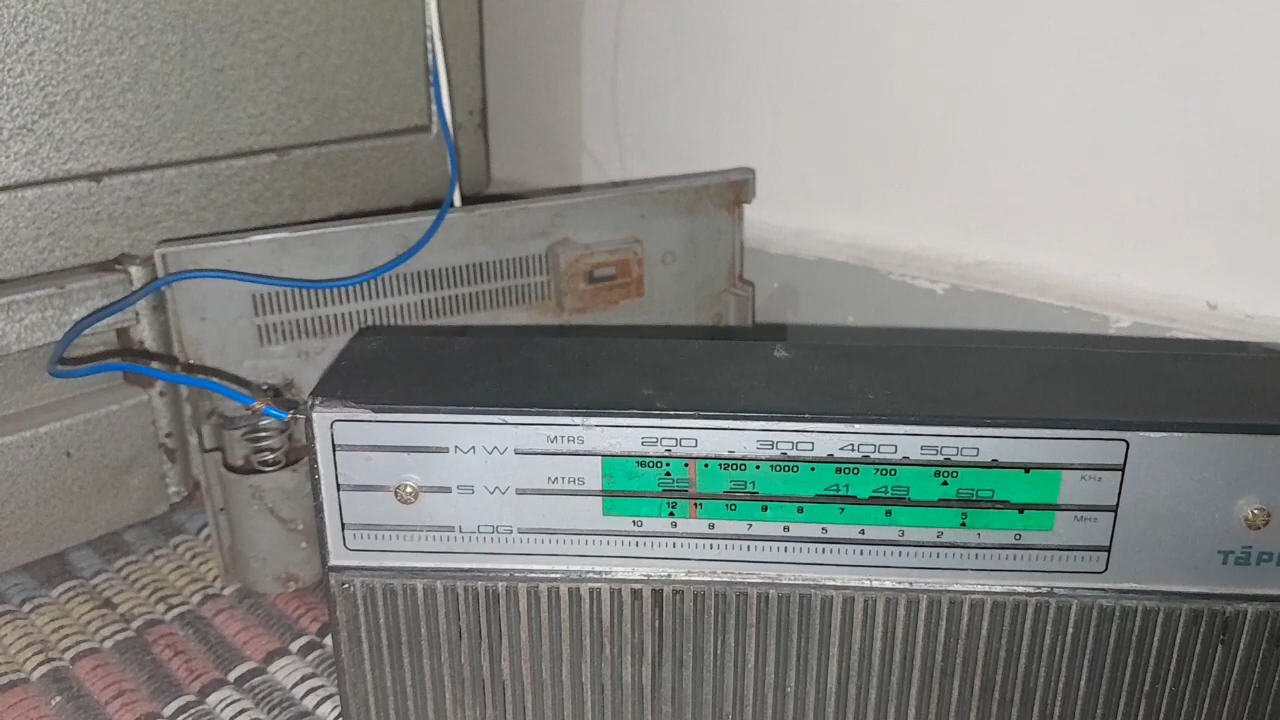 MW MTRS 200 300 400 500
1600 1200 1000 800 700 600 KHz
SW MTRS 25 31 41 49 60
12 11 10 9 8 7 6 5 MHz
LOG 10 9 8 7 6 5 4 3 2 1 0